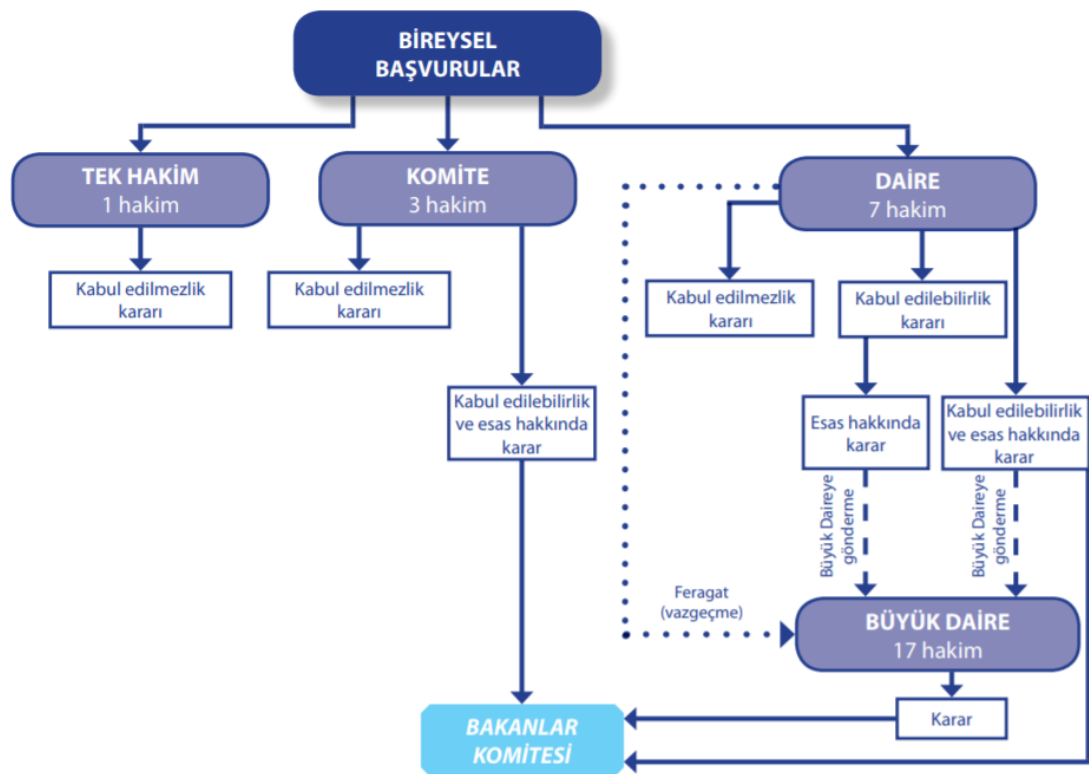 BİREYSEL
BAŞVURULAR
TEK HAKİM
1 hakim
KOMİTE
3 hakim
DAİRE
7 hakim
Kabul edilmezlik
kararı
Kabul edilmezlik
kararı
Kabul edilmezlik
kararı
Kabul edilebilirlik
kararı
Kabul edilebilirlik
ve esas hakkında
karar
Esas hakkında
karar
Kabul edilebilirlik
ve esas hakkında
karar
Büyük Daireye
gönderme
Büyük Daireye
gönderme
Feragat
(vazgeçme)
BÜYÜK DAİRE
17 hakim
Karar
BAKANLAR
KOMİTESİ